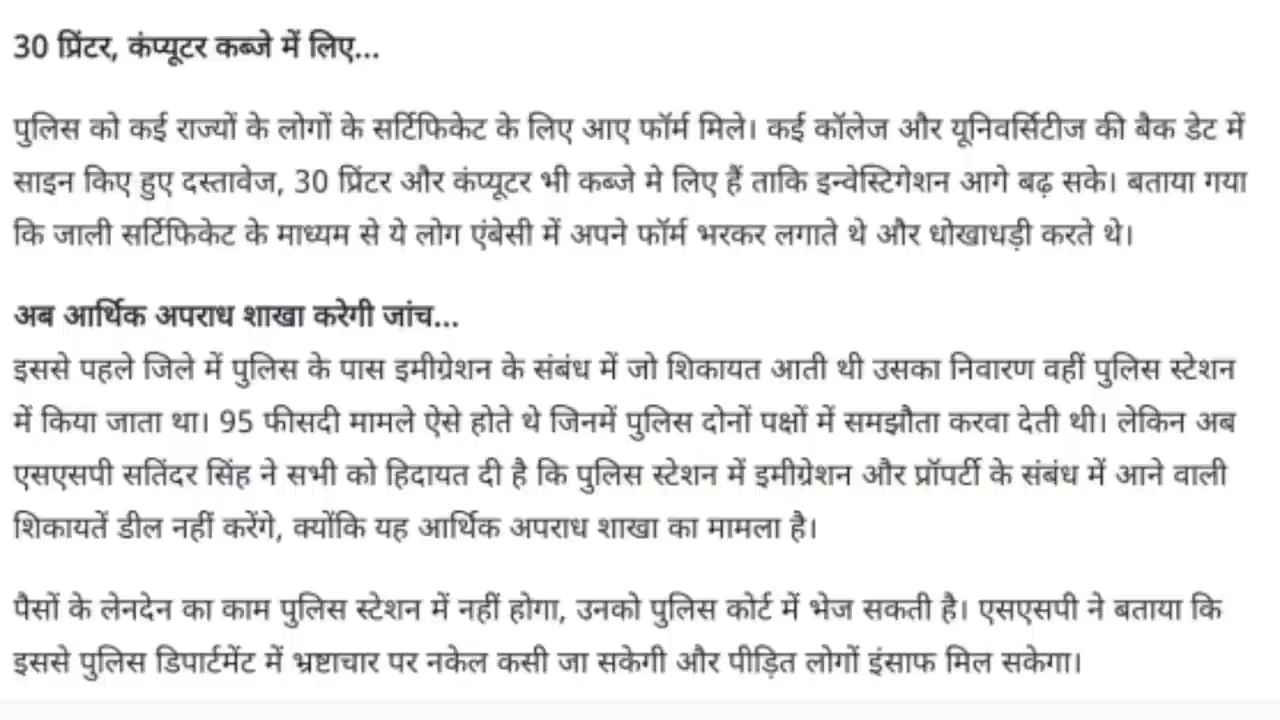 30 प्रिंटर, कंप्यूटर कब्जे में लिए...
पुलिस को कई राज्यों के लोगों के सर्टिफिकेट के लिए आए फॉर्म मिले। कई कॉलेज और यूनिवर्सिटीज की बैक डेट में
साइन किए हुए दस्तावेज, 30 प्रिंटर और कंप्यूटर भी कब्जे मे लिए हैं ताकि इन्वेस्टिगेशन आगे बढ़ सके। बताया गया
कि जाली सर्टिफिकेट के माध्यम से ये लोग एंबेसी में अपने फॉर्म भरकर लगाते थे और धोखाधड़ी करते थे।
अब आर्थिक अपराध शाखा करेगी जांच...
इससे पहले जिले में पुलिस के पास इमीग्रेशन के संबंध में जो शिकायत आती थी उसका निवारण वहीं पुलिस स्टेशन
में किया जाता था। 95 फीसदी मामले ऐसे होते थे जिनमें पुलिस दोनों पक्षों में समझौता करवा देती थी। लेकिन अब
एसएसपी सतिंदर सिंह ने सभी को हिदायत दी है कि पुलिस स्टेशन में इमीग्रेशन और प्रॉपर्टी के संबंध में आने वाली
शिकायतें डील नहीं करेंगे, क्योंकि यह आर्थिक अपराध शाखा का मामला है।
पैसों के लेनदेन का काम पुलिस स्टेशन में नहीं होगा, उनको पुलिस कोर्ट में भेज सकती है। एसएसपी ने बताया कि
इससे पुलिस डिपार्टमेंट में भ्रष्टाचार पर नकेल कसी जा सकेगी और पीड़ित लोगों इंसाफ मिल सकेगा।